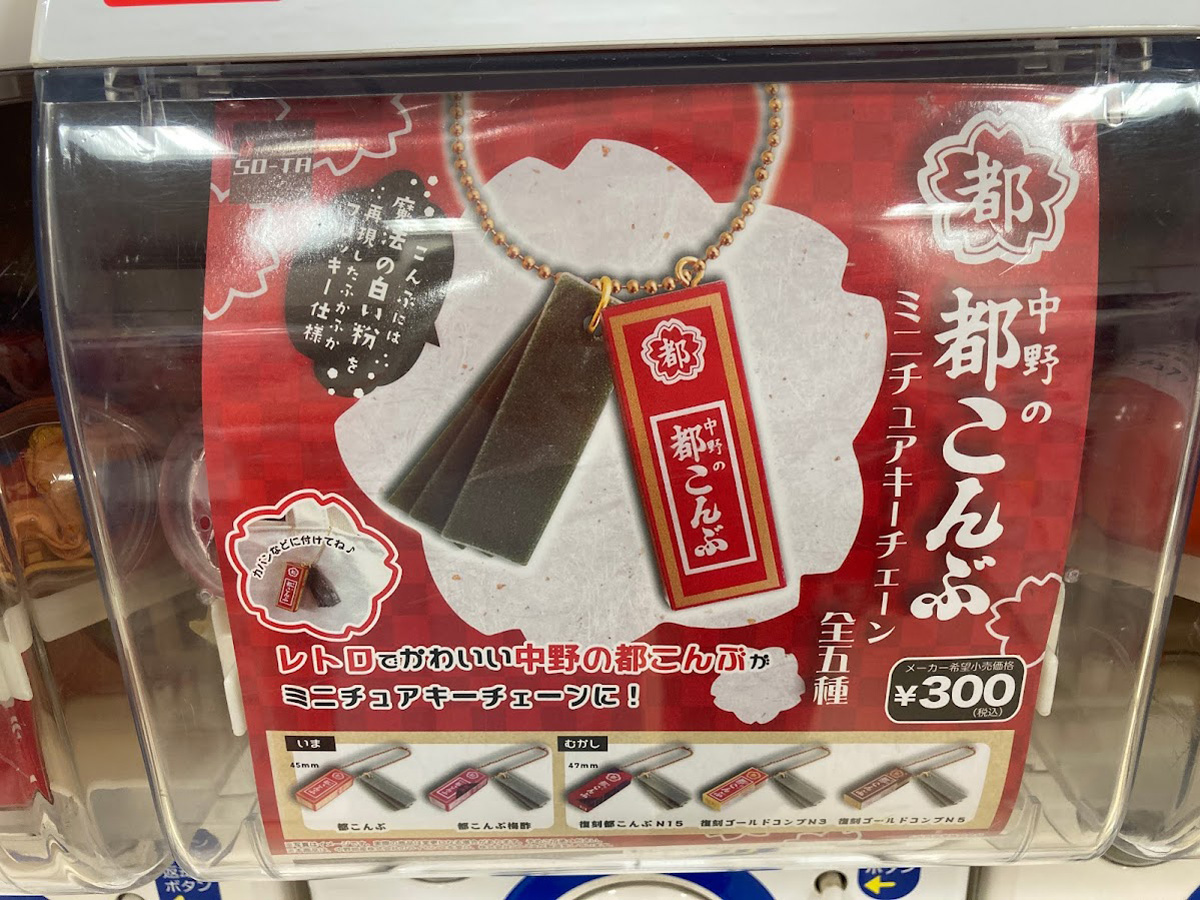 SO-TA
こんぶには
魔法の白い粉を
再現したふかふか
フロッキー仕様
都
中野の
都こんぶ
ミニチュアキーチェーン
全五種
都
中野の
都こんぶ
カバンなどに付けてね♪
レトロでかわいい中野の都こんぶが
ミニチュアキーチェーンに!
メーカー希望小売価格
¥300
(税込)
いま
45mm
都こんぶ
都こんぶ梅酢
むかし
47mm
復刻都こんぶN15
復刻ゴールドコンブN3
復刻ゴールドコンブN5
ボタン
ボタン